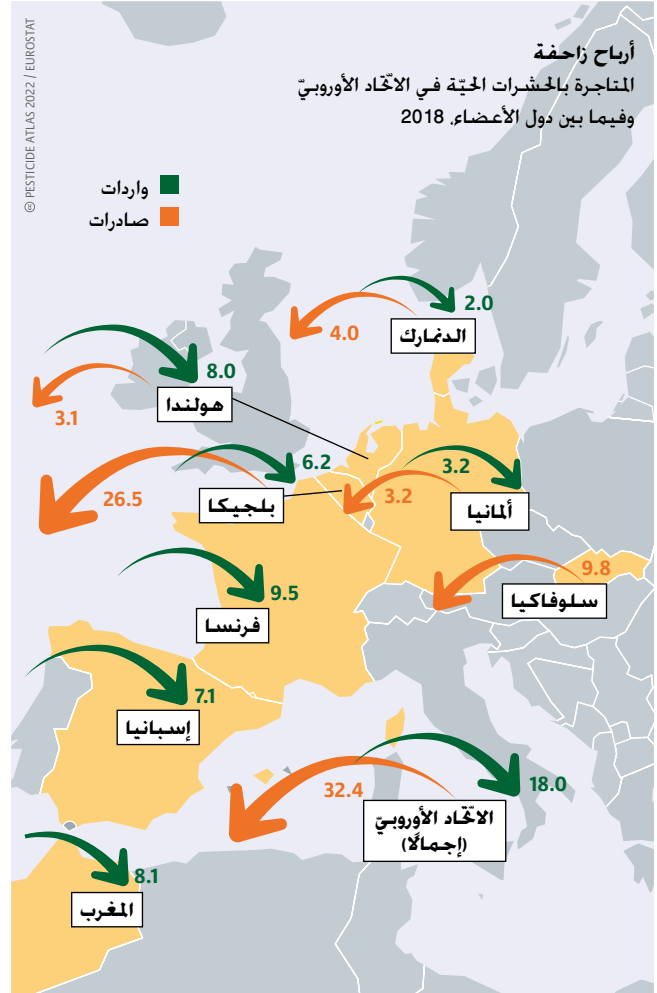 أرباح زاحفة
المتاجرة بالحشرات الحيّة في الاتّحاد الأوروبيّ
وفيما بين دول الأعضاء، 2018
واردات
صادرات
© PESTICIDE ATLAS 2022 / EUROSTAT
2.0
4.0
الدنمارك
8.0
3.1
هولندا
6.2
26.5
بلجيكا
3.2
3.2
ألمانيا
9.8
سلوفاكيا
9.5
فرنسا
7.1
إسبانيا
32.4
18.0
الاتّحاد الأوروبيّ
(إجمالًا)
8.1
المغرب